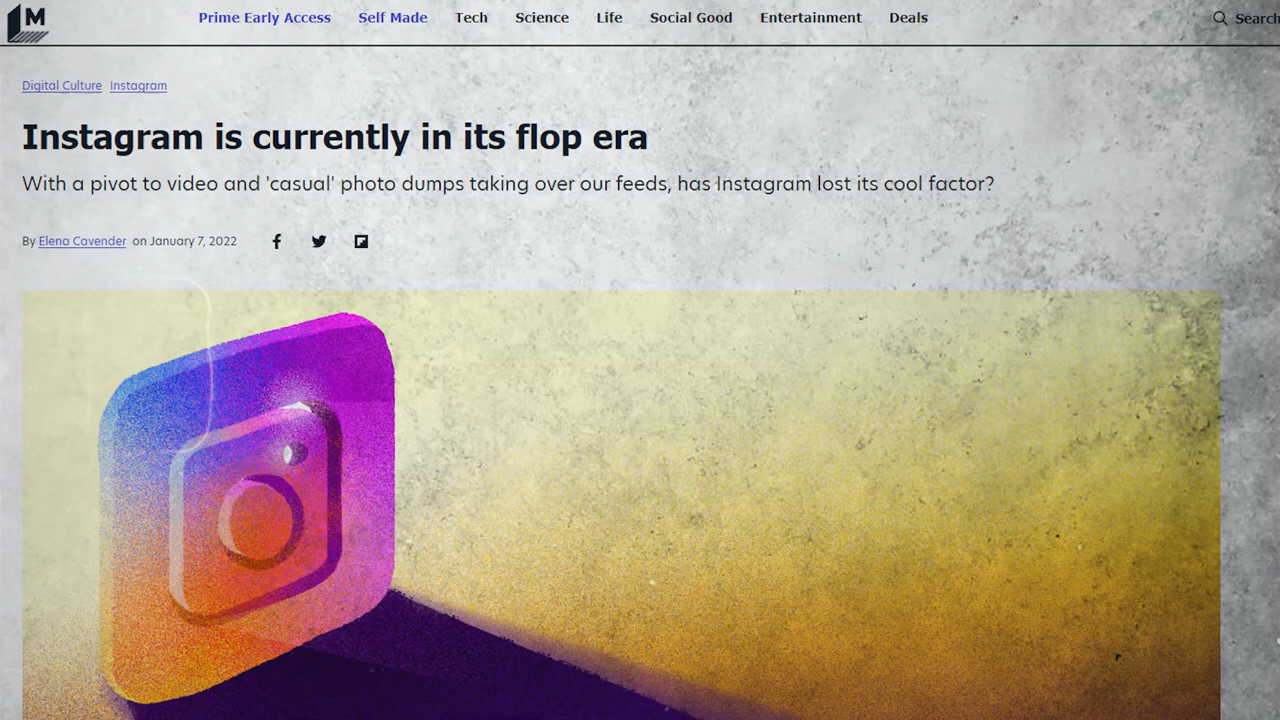 M
Prime Early Access Self Made Tech Science Life Social Good Entertainment Deals Search
Digital Culture Instagram
Instagram is currently in its flop era
With a pivot to video and 'casual' photo dumps taking over our feeds, has Instagram lost its cool factor?
By Elena Cavender on January 7, 2022